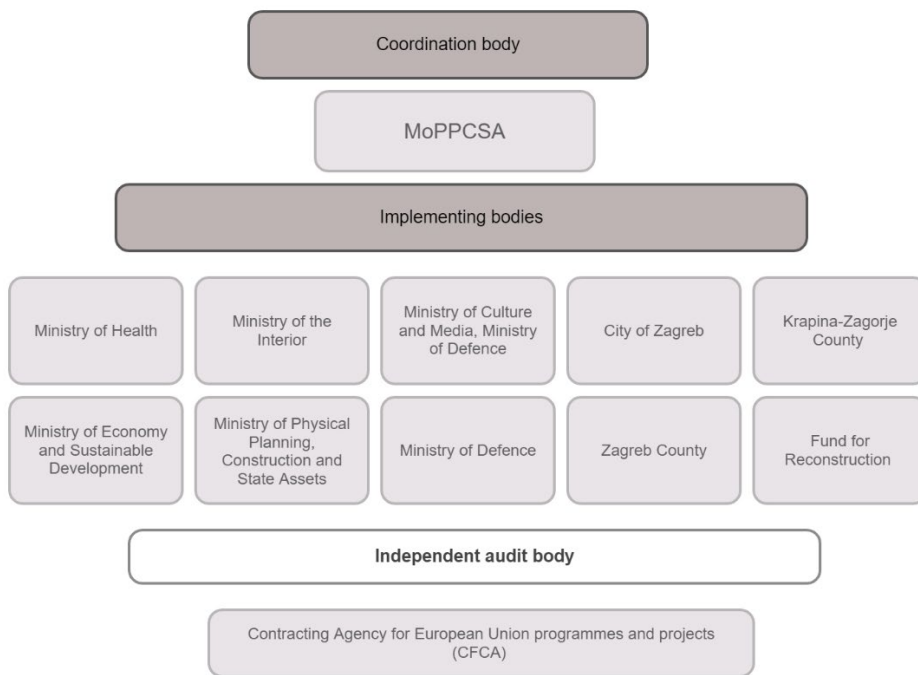 Coordination body
MoPPCSA
Implementing bodies
Ministry of Health
Ministry of the
Interior
Ministry of Culture
and Media, Ministry
of Defence
City of Zagreb
Krapina-Zagorje
County
Ministry of Economy
and Sustainable
Development
Ministry of Physical
Planning,
Construction and
State Assets
Ministry of Defence
Zagreb County
Fund for
Reconstruction
Independent audit body
Contracting Agency for European Union programmes and projects
(CFCA)